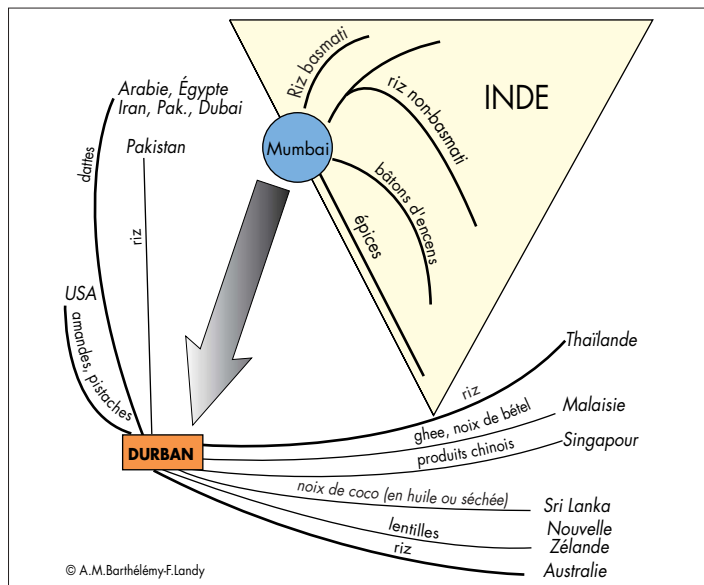 Arabie, Égypte
Iran, Pak., Dubai
Pakistan
dattes
riz
USA
amandes, pistaches
Riz basmati
riz non-basmati
INDE
Mumbai
bâtons d'encens
épices
Thaïlande
riz
Malaisie
ghee, noix de bétel
Singapour
produits chinois
DURBAN
noix de coco (en huile ou séchée)
Sri Lanka
lentilles
Nouvelle
Zélande
riz
Australie
© A.M.Barthélémy-F.Landy